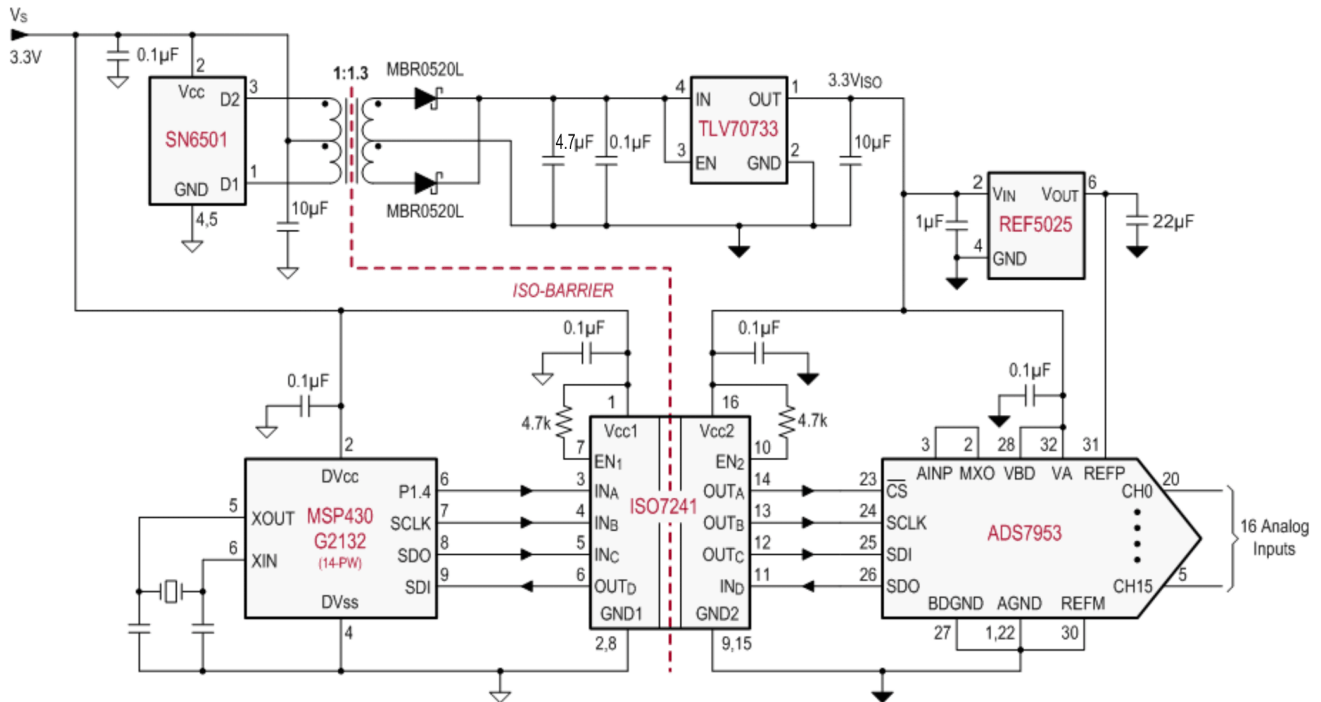 VS
3.3V
0.1µF
2
Vcc
3
D2
SN6501
D1
1
GND
4,5
10µF
1:1.3
MBR0520L
MBR0520L
4.7µF
0.1µF
4
IN
OUT
1
TLV70733
3
EN
GND
2
3.3VISO
10µF
2
VIN
VOUT
6
REF5025
1µF
4
GND
22µF
ISO-BARRIER
0.1µF
2
DVcc
5
XOUT
MSP430
G2132
(14-PW)
6
XIN
P1.4
6
SCLK
7
SDO
8
SDI
9
DVss
4
0.1µF
4.7k
1
Vcc1
7
EN1
3
INA
4
INB
5
INC
6
OUTD
GND1
2,8
ISO7241
0.1µF
4.7k
16
Vcc2
10
EN2
14
OUTA
13
OUTB
12
OUTC
11
IND
GND2
9,15
0.1µF
3
2
28
32
31
AINP
MXO
VBD
VA
REFP
23
CS
24
SCLK
25
SDI
26
SDO
ADS7953
CH0
20
CH15
5
16 Analog
Inputs
BDGND
AGND
REFM
27
1,22
30